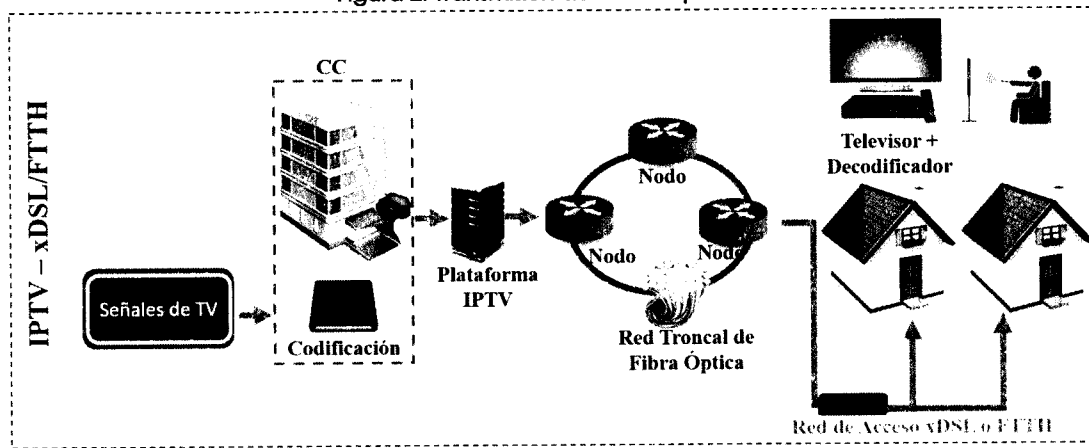 IPTV – xDSL/FTTH
Señales de TV
CC
Codificación
Plataforma
IPTV
Nodo
Nodo
Nodo
Red Troncal de
Fibra Óptica
Televisor +
Decodificador
Red de Acceso xDSL o FTTH